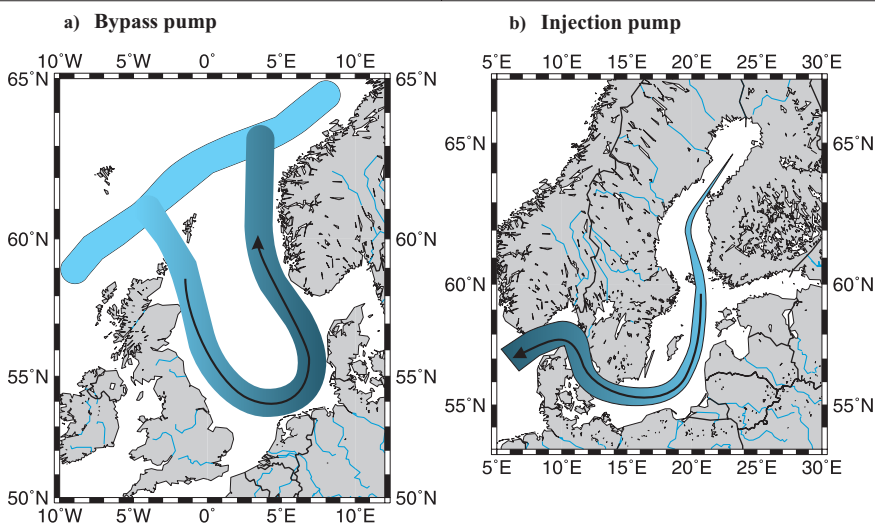 a) Bypass pump
10˚W 5˚W 0˚ 5˚E 10˚E
65˚N 65˚N
60˚N 60˚N
55˚N 55˚N
50˚N 50˚N
10˚W 5˚W 0˚ 5˚E 10˚E
b) Injection pump
5˚E 10˚E 15˚E 20˚E 25˚E 30˚E
65˚N 65˚N
60˚N 60˚N
55˚N 55˚N
5˚E 10˚E 15˚E 20˚E 25˚E 30˚E